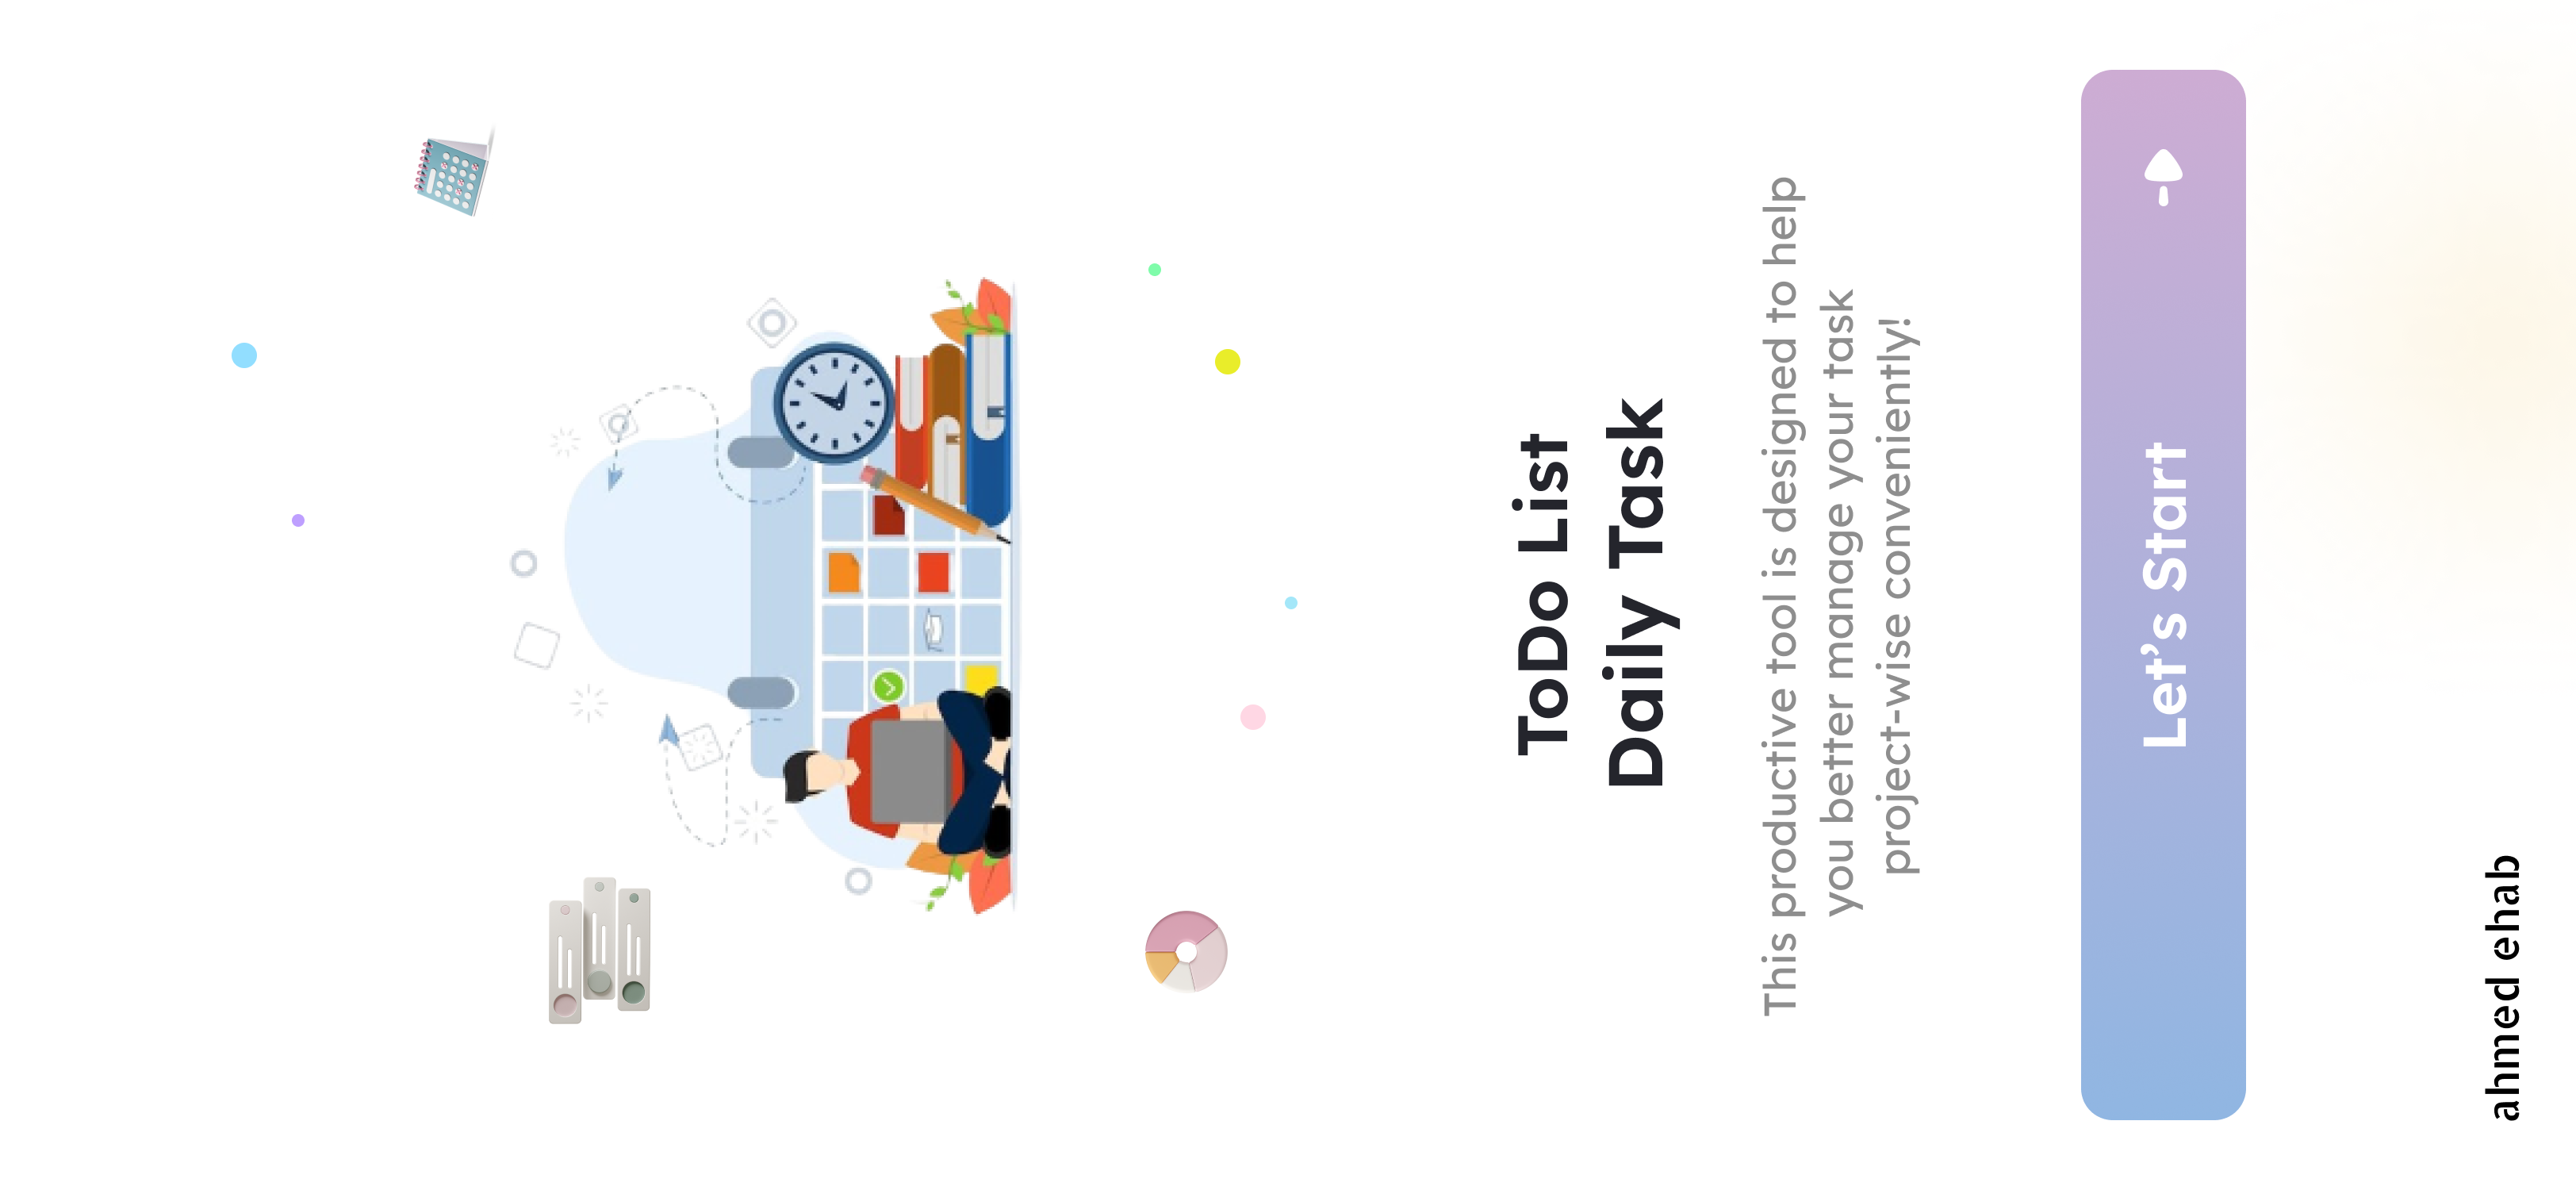 ToDo List
Daily Task
This productive tool is designed to help
you better manage your task
project-wise conveniently!
Let’s Start
ahmed ehab